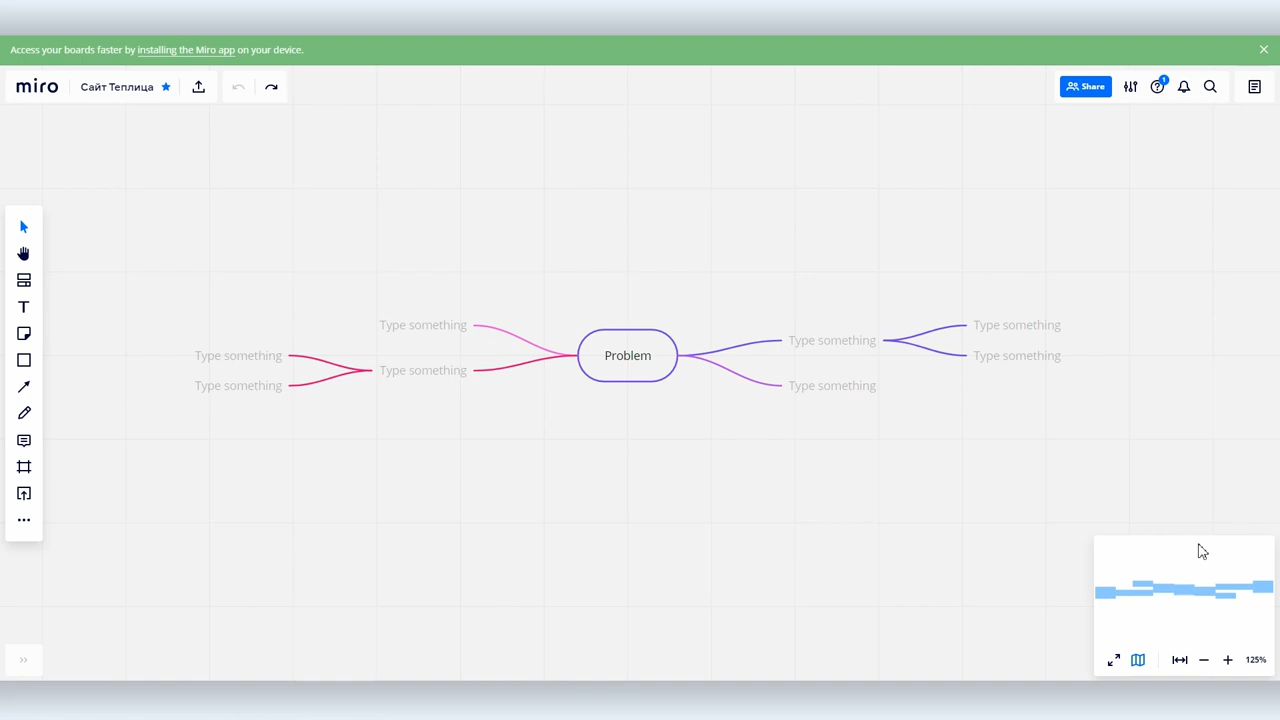 Access your boards faster by installing the Miro app on your device.
miro
Сайт Теплица
Share
1
Type something
Type something
Type something
Type something
Problem
Type something
Type something
Type something
Type something
125%